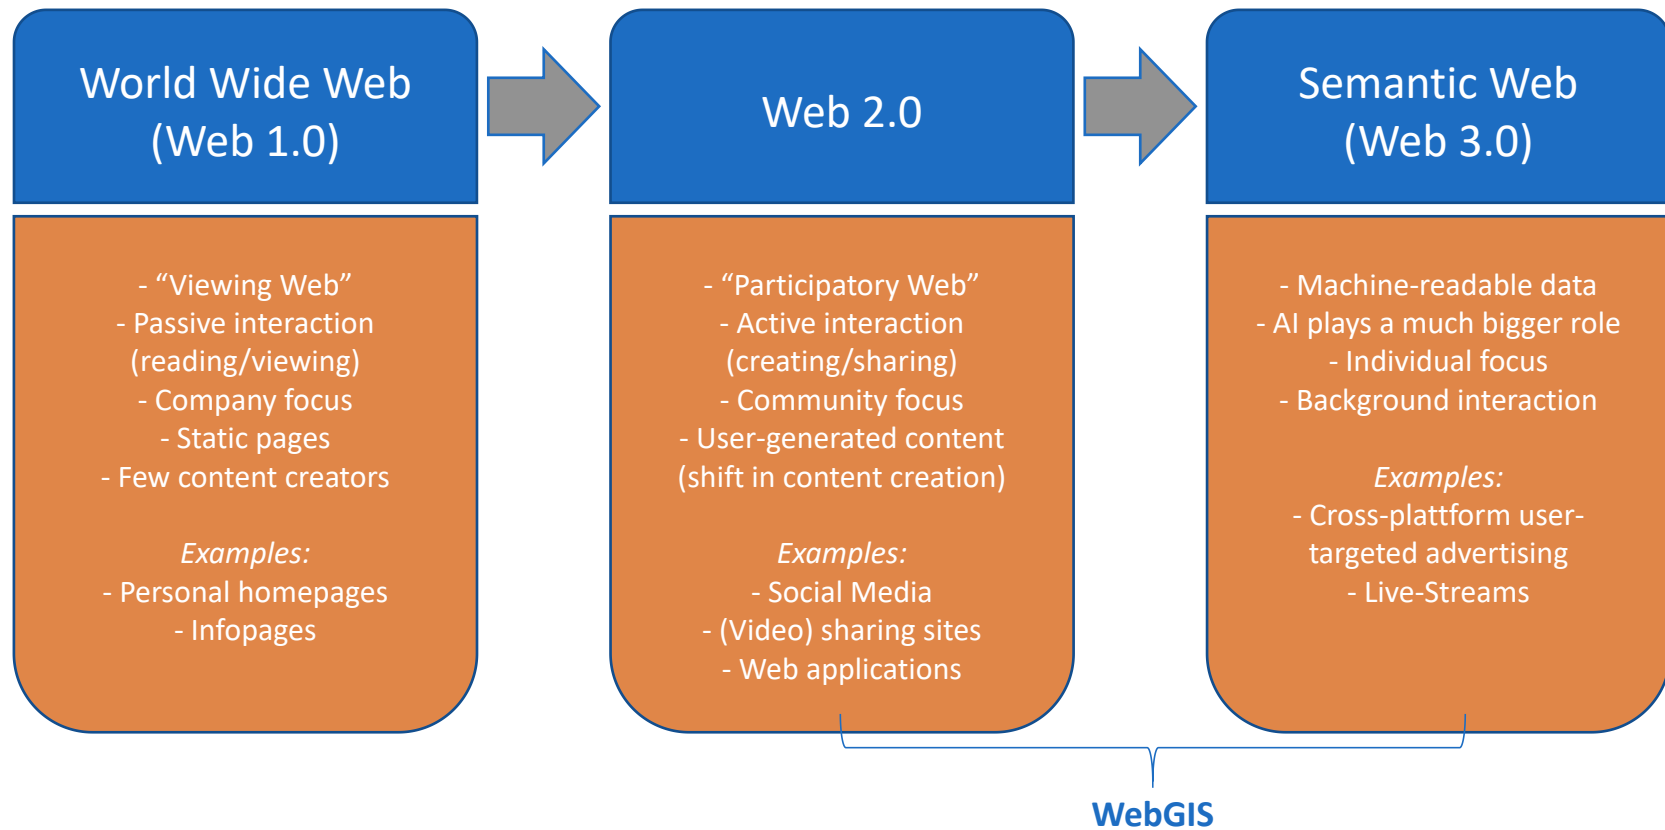 World Wide Web
(Web 1.0)
- “Viewing Web”
- Passive interaction
(reading/viewing)
- Company focus
- Static pages
- Few content creators
Examples:
- Personal homepages
- Infopages
Web 2.0
- “Participatory Web”
- Active interaction
(creating/sharing)
- Community focus
- User-generated content
(shift in content creation)
Examples:
- Social Media
- (Video) sharing sites
- Web applications
Semantic Web
(Web 3.0)
- Machine-readable data
- AI plays a much bigger role
- Individual focus
- Background interaction
Examples:
- Cross-plattform user-
targeted advertising
- Live-Streams
WebGIS